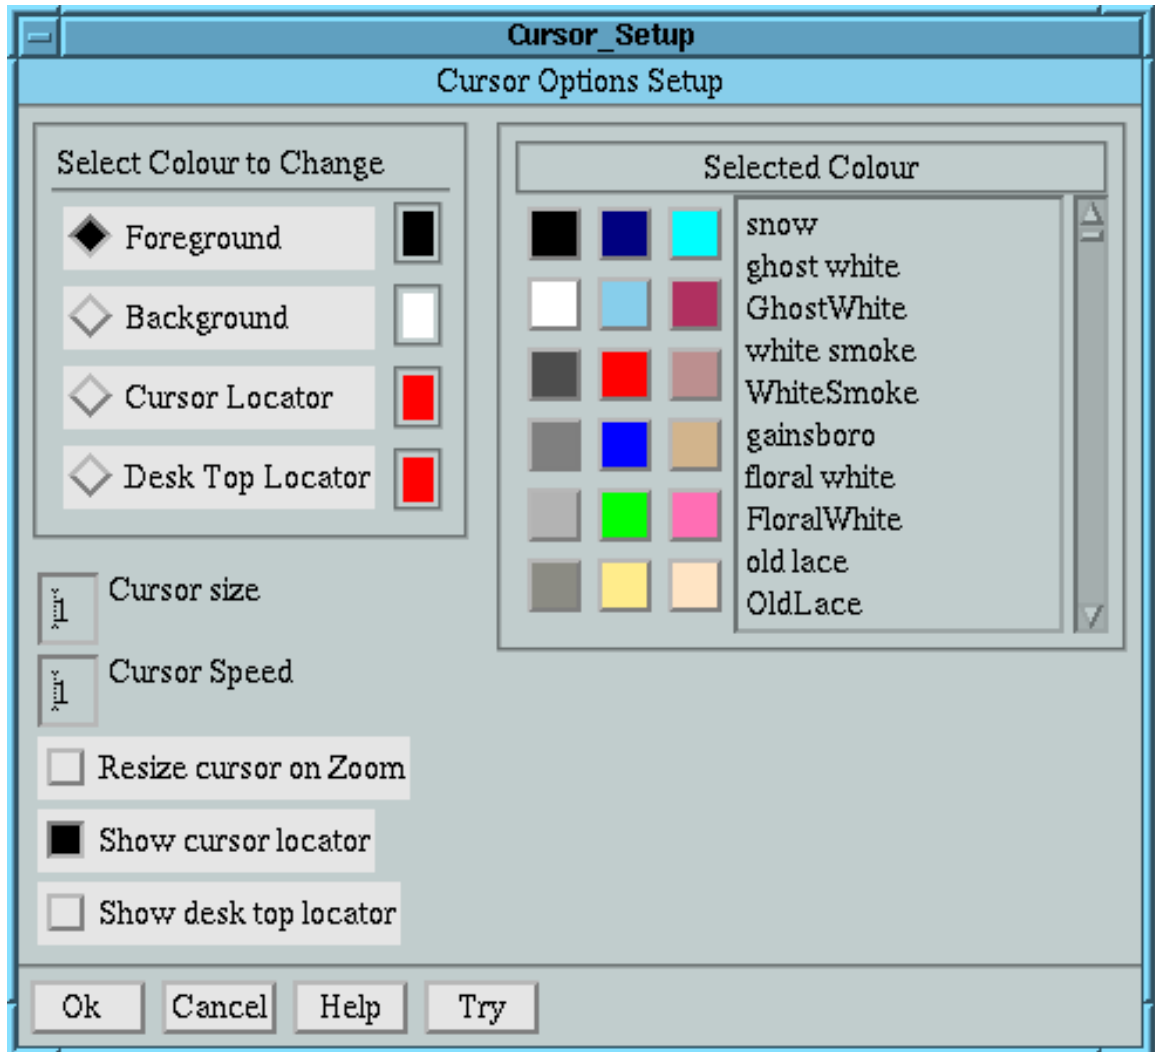 Cursor_Setup
Cursor Options Setup
Select Colour to Change
Foreground
Background
Cursor Locator
Desk Top Locator
Selected Colour
snow
ghost white
GhostWhite
white smoke
WhiteSmoke
gainsboro
floral white
FloralWhite
old lace
OldLace
1 Cursor size
1 Cursor Speed
Resize cursor on Zoom
Show cursor locator
Show desk top locator
Ok Cancel Help Try